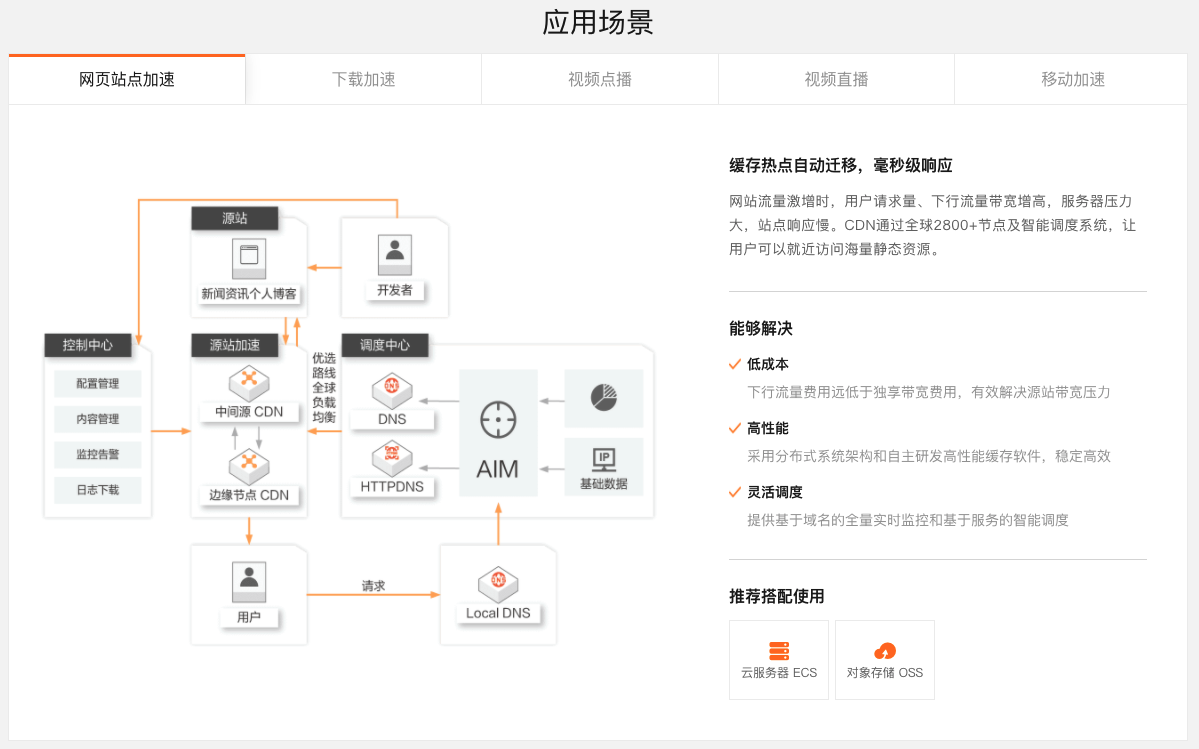 应用场景
网页站点加速
下载加速
视频点播
视频直播
移动加速
源站
新闻资讯个人博客
开发者
控制中心
配置管理
内容管理
监控告警
日志下载
源站加速
中间源 CDN
边缘节点 CDN
优选
路线
全球
负载
均衡
调度中心
DNS
DNS
HTTPDNS
AIM
IP
基础数据
用户
请求
DNS
Local DNS
缓存热点自动迁移，毫秒级响应
网站流量激增时，用户请求量、下行流量带宽增高，服务器压力
大，站点响应慢。CDN通过全球2800+节点及智能调度系统，让
用户可以就近访问海量静态资源。
能够解决
低成本
下行流量费用远低于独享带宽费用，有效解决源站带宽压力
高性能
采用分布式系统架构和自主研发高性能缓存软件，稳定高效
灵活调度
提供基于域名的全量实时监控和基于服务的智能调度
推荐搭配使用
云服务器 ECS
对象存储 OSS